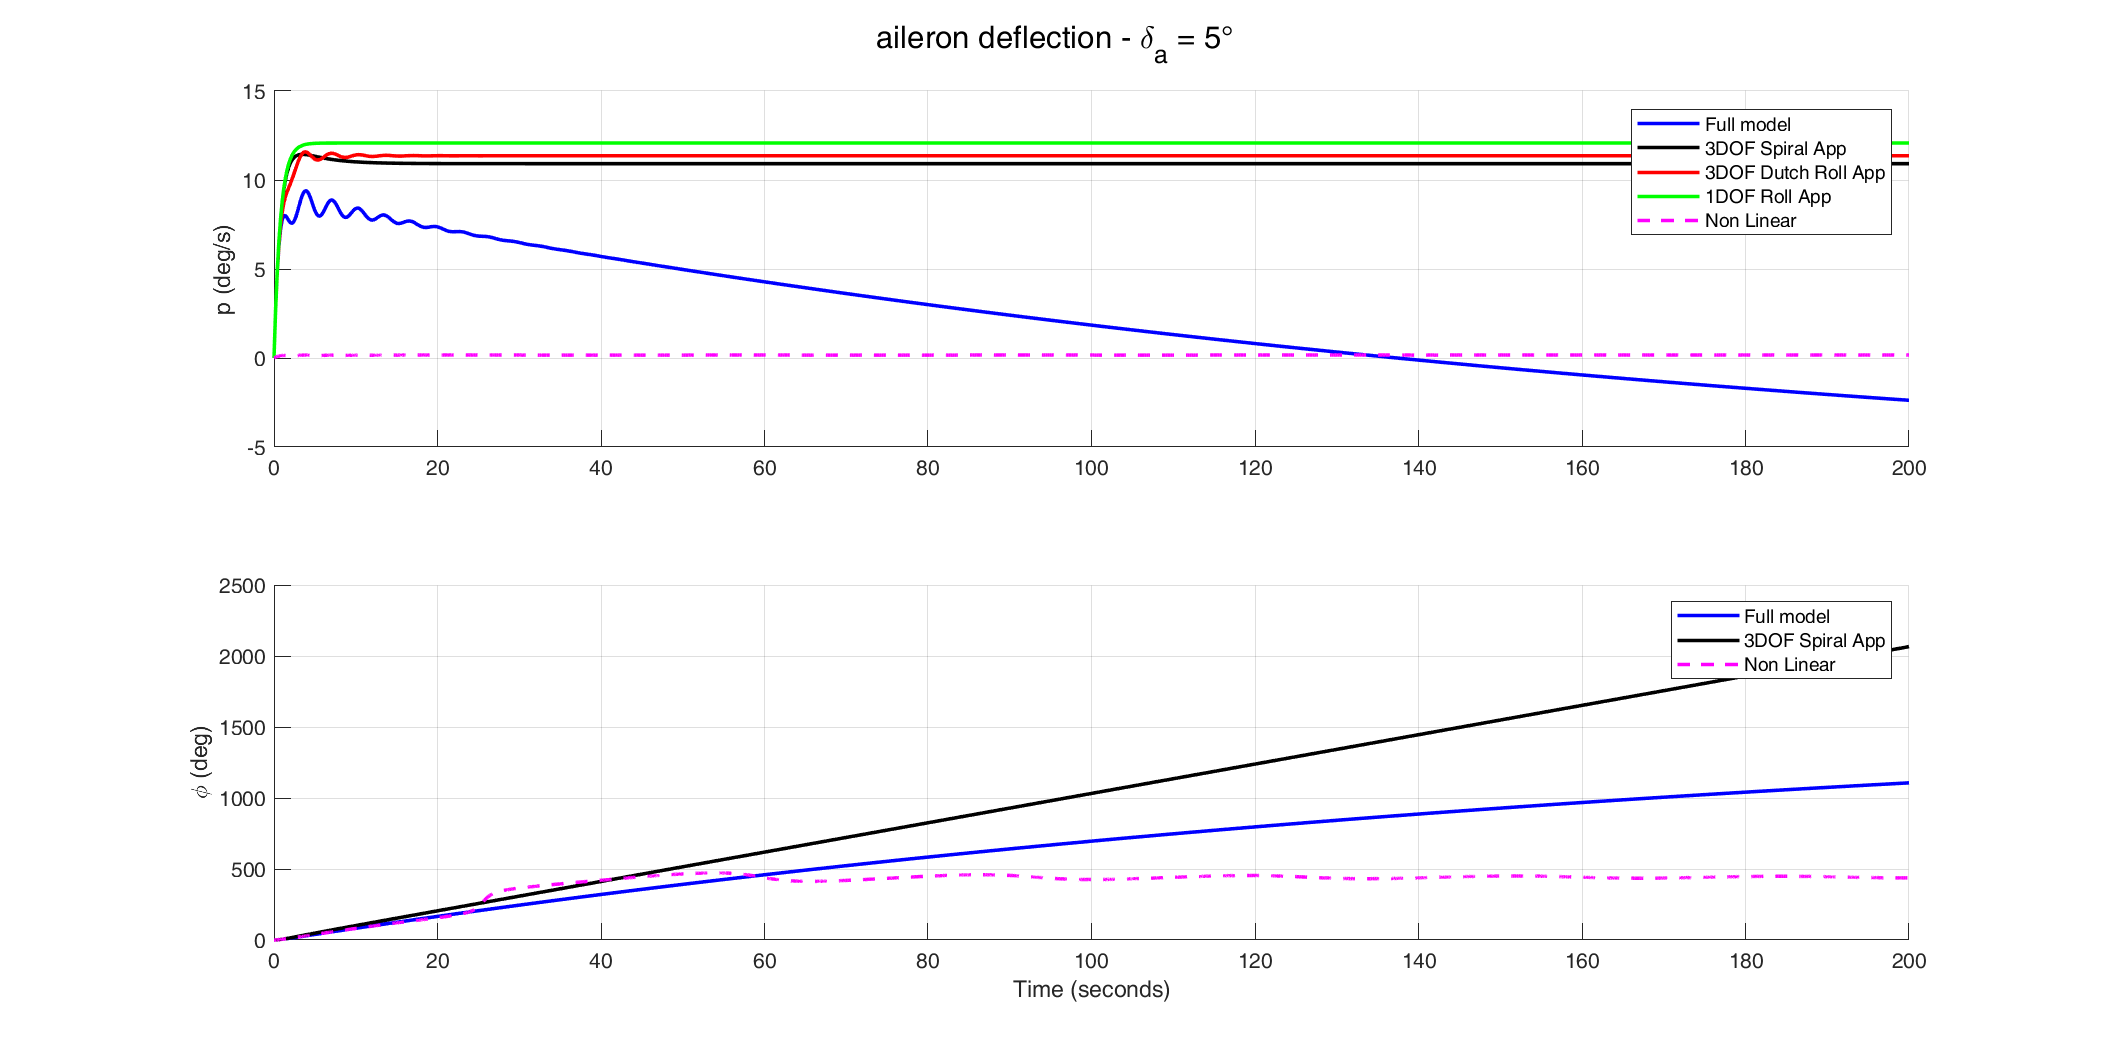 aileron deflection - δa = 5°
p (deg/s)
15
10
5
0
-5
0 20 40 60 80 100 120 140 160 180 200
Full model
3DOF Spiral App
3DOF Dutch Roll App
1DOF Roll App
Non Linear
ϕ (deg)
2500
2000
1500
1000
500
0
0 20 40 60 80 100 120 140 160 180 200
Time (seconds)
Full model
3DOF Spiral App
Non Linear